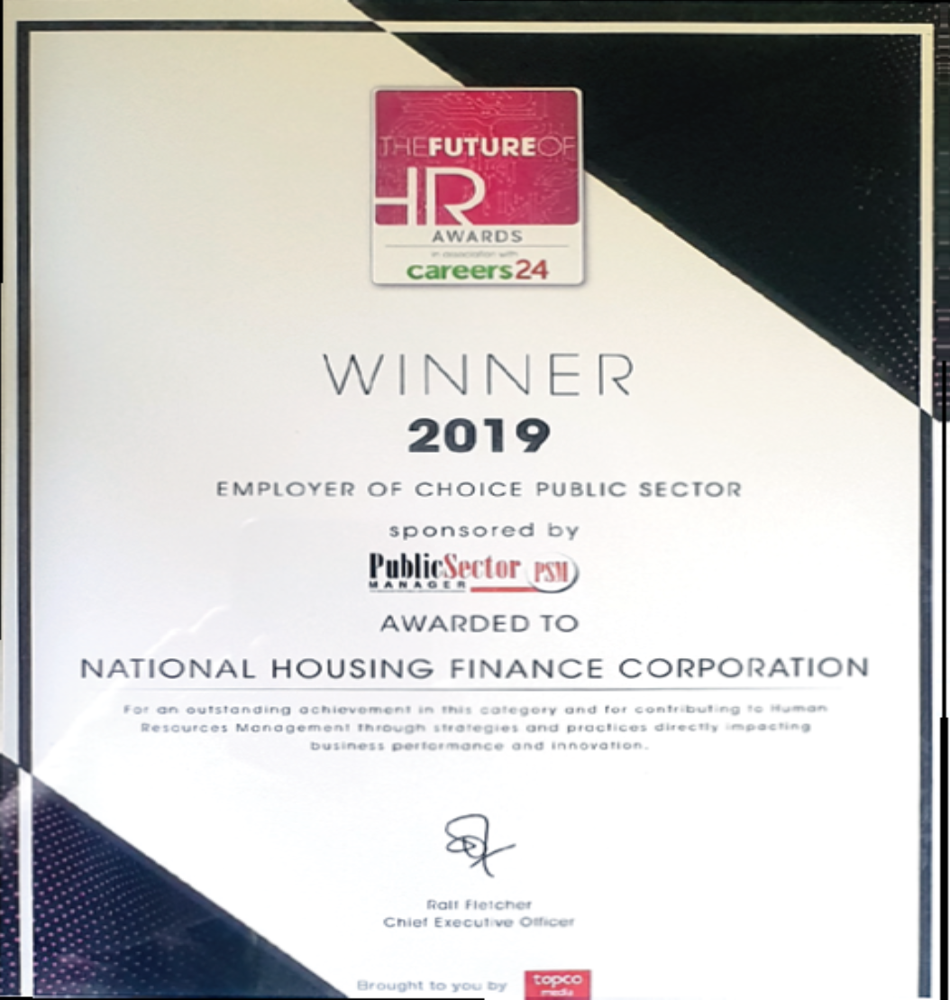 THE FUTURE OF
HR
AWARDS
in association with
careers24
WINNER
2019
EMPLOYER OF CHOICE PUBLIC SECTOR
sponsored by
PublicSector PSM
MANAGER
AWARDED TO
NATIONAL HOUSING FINANCE CORPORATION
For an outstanding achievement in this category and for contributing to Human
Resources Management through strategies and practices directly impacting
business performance and innovation.
Ralf Fletcher
Chief Executive Officer
Brought to you by topco
media